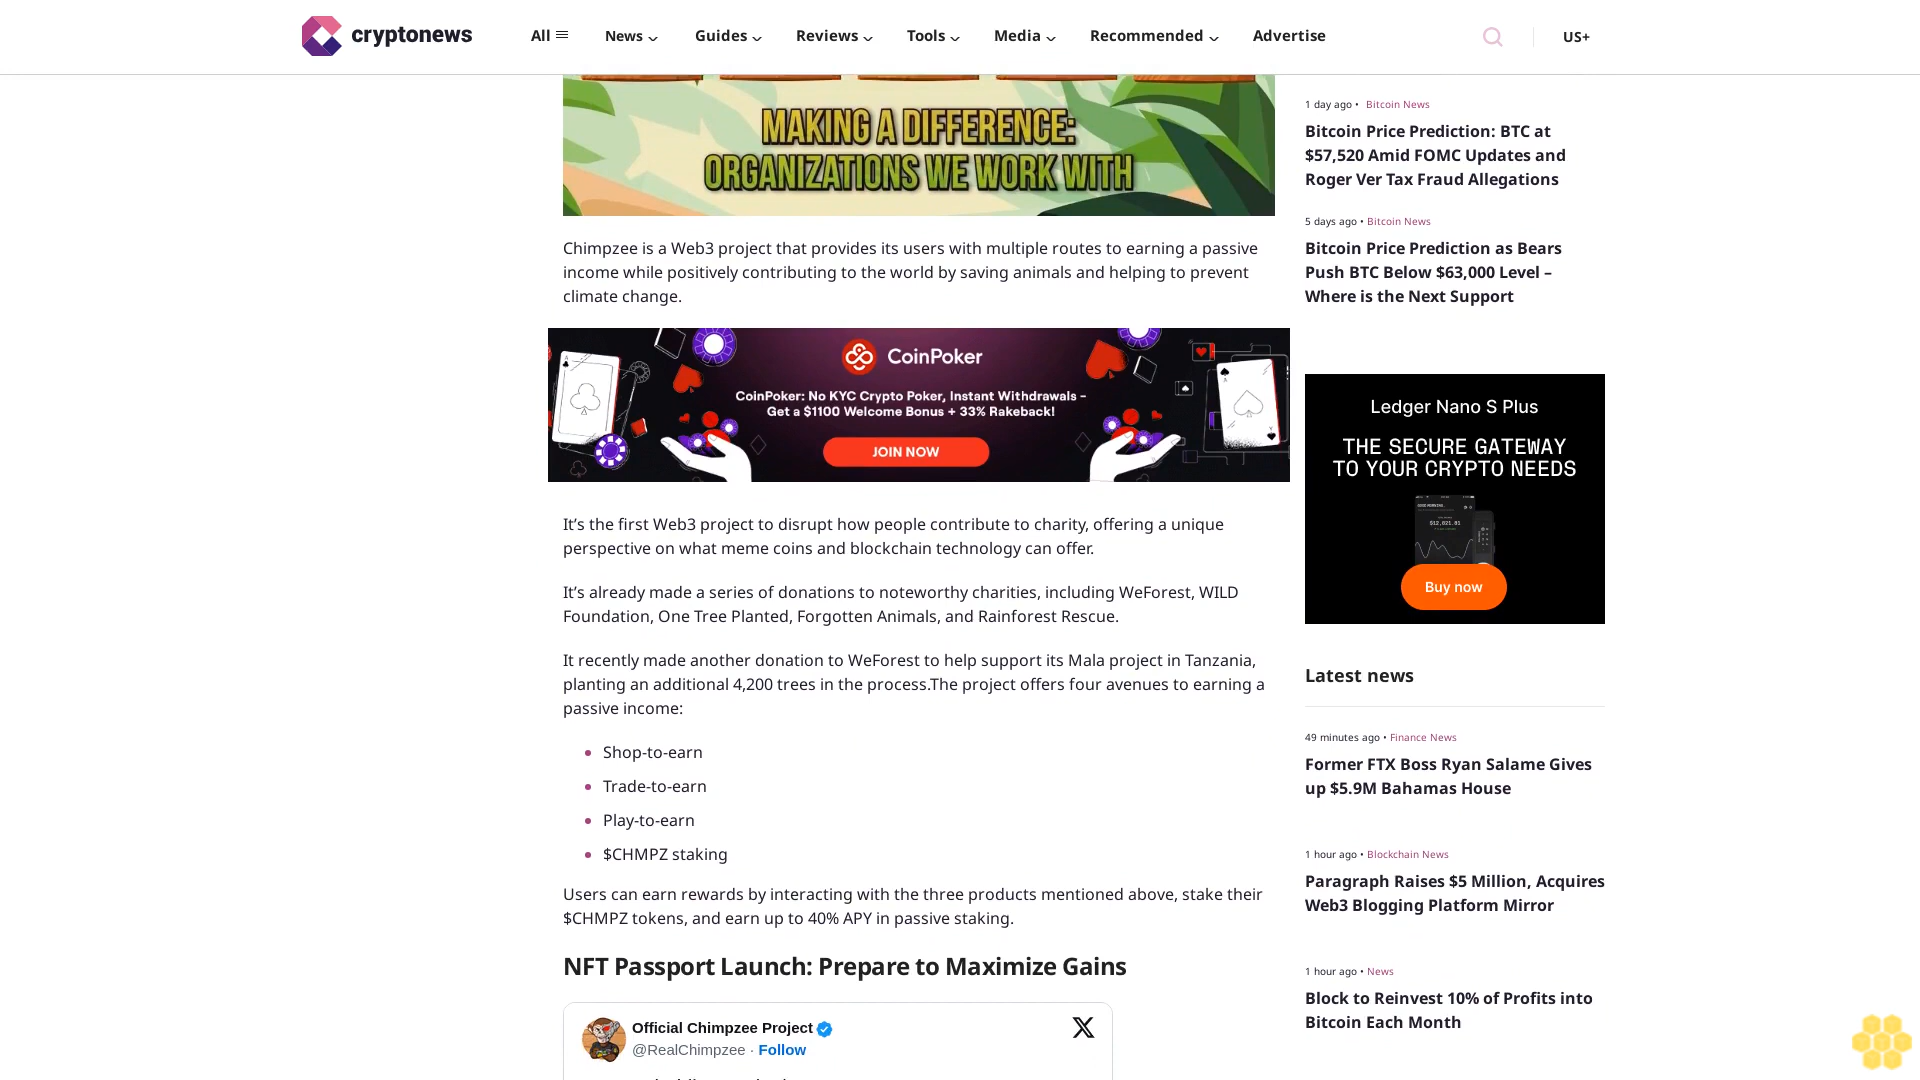 cryptonews
All
News
Guides
Reviews
Tools
Media
Recommended
Advertise
US+
MAKING A DIFFERENCE:
ORGANIZATIONS WE WORK WITH
Chimpzee is a Web3 project that provides its users with multiple routes to earning a passive
income while positively contributing to the world by saving animals and helping to prevent
climate change.
CoinPoker
CoinPoker: No KYC Crypto Poker, Instant Withdrawals –
Get a $1100 Welcome Bonus + 33% Rakeback!
JOIN NOW
It’s the first Web3 project to disrupt how people contribute to charity, offering a unique
perspective on what meme coins and blockchain technology can offer.
It’s already made a series of donations to noteworthy charities, including WeForest, WILD
Foundation, One Tree Planted, Forgotten Animals, and Rainforest Rescue.
It recently made another donation to WeForest to help support its Mala project in Tanzania,
planting an additional 4,200 trees in the process.The project offers four avenues to earning a
passive income:
Shop-to-earn
Trade-to-earn
Play-to-earn
$CHMPZ staking
Users can earn rewards by interacting with the three products mentioned above, stake their
$CHMPZ tokens, and earn up to 40% APY in passive staking.
NFT Passport Launch: Prepare to Maximize Gains
Official Chimpzee Project
@RealChimpzee · Follow
1 day ago • Bitcoin News
Bitcoin Price Prediction: BTC at
$57,520 Amid FOMC Updates and
Roger Ver Tax Fraud Allegations
5 days ago • Bitcoin News
Bitcoin Price Prediction as Bears
Push BTC Below $63,000 Level –
Where is the Next Support
Ledger Nano S Plus
THE SECURE GATEWAY
TO YOUR CRYPTO NEEDS
$12,821.01
Buy now
Latest news
49 minutes ago • Finance News
Former FTX Boss Ryan Salame Gives
up $5.9M Bahamas House
1 hour ago • Blockchain News
Paragraph Raises $5 Million, Acquires
Web3 Blogging Platform Mirror
1 hour ago • News
Block to Reinvest 10% of Profits into
Bitcoin Each Month